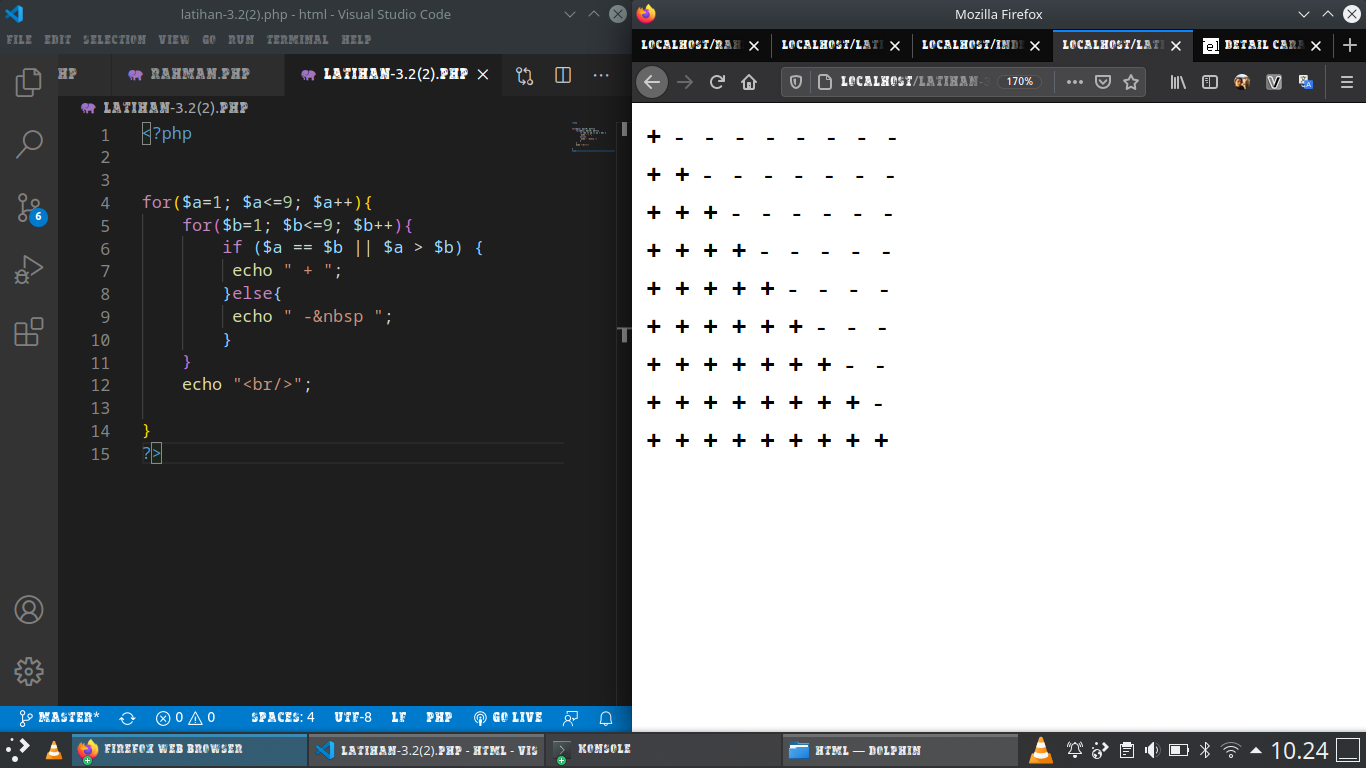 latihan-3.2(2).php - html - Visual Studio Code
FILE EDIT SELECTION VIEW GO RUN TERMINAL HELP
HP RAHMAN.PHP LATIHAN-3.2(2).PHP
LATIHAN-3.2(2).PHP
1 <?php
2
3
4 for($a=1; $a<=9; $a++){
5 for($b=1; $b<=9; $b++){
6 if ($a == $b || $a > $b) {
7 echo " + ";
8 }else{
9 echo " -&nbsp ";
10 }
11 }
12 echo "<br/>";
13
14 }
15 ?>
6
MASTER* 0 0 SPACES: 4 UTF-8 LF PHP GO LIVE
Mozilla Firefox
LOCALHOST/RAH LOCALHOST/LATI LOCALHOST/INDE LOCALHOST/LATI DETAIL CARA
LOCALHOST/LATIHAN-3 170%
+ - - - - - - - -
+ + - - - - - - -
+ + + - - - - - -
+ + + + - - - - -
+ + + + + - - - -
+ + + + + + - - -
+ + + + + + + - -
+ + + + + + + + -
+ + + + + + + + +
FIREFOX WEB BROWSER LATIHAN-3.2(2).PHP - HTML - VIS KONSOLE HTML — DOLPHIN 10.24